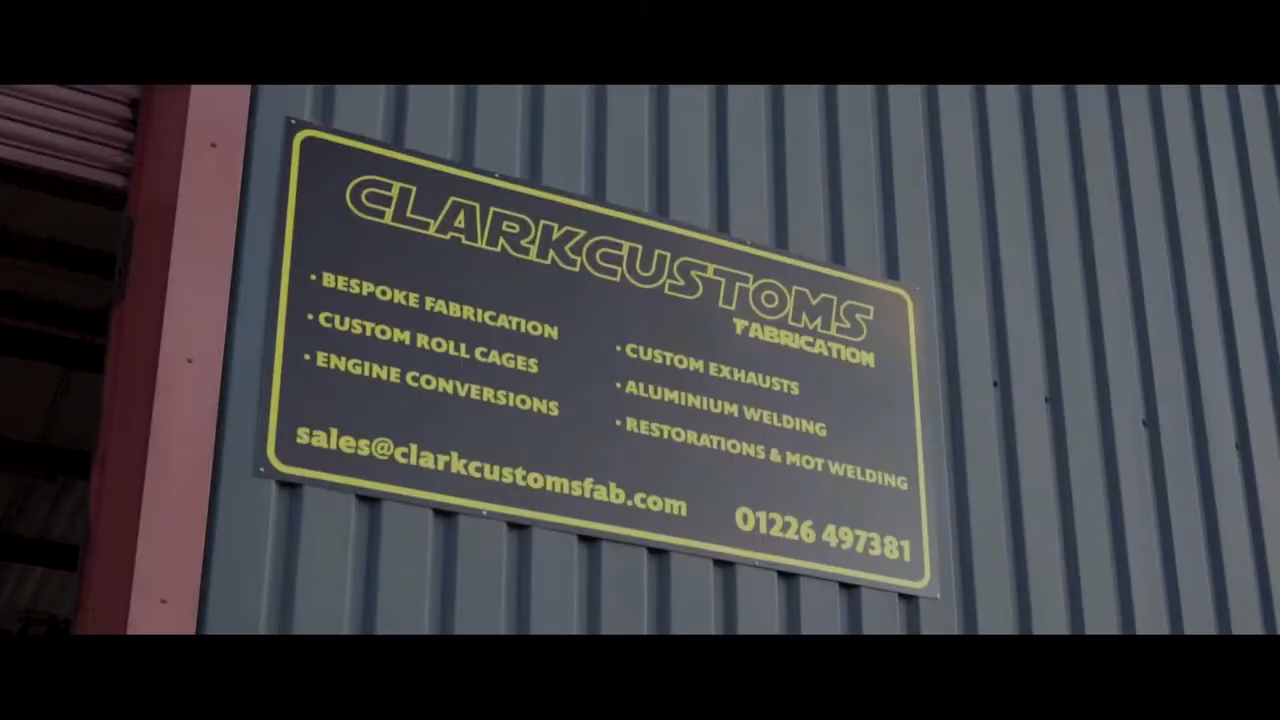 CLARKCUSTOMS
FABRICATION
• BESPOKE FABRICATION
• CUSTOM ROLL CAGES
• ENGINE CONVERSIONS
• CUSTOM EXHAUSTS
• ALUMINIUM WELDING
• RESTORATIONS & MOT WELDING
sales@clarkcustomsfab.com
01226 497381